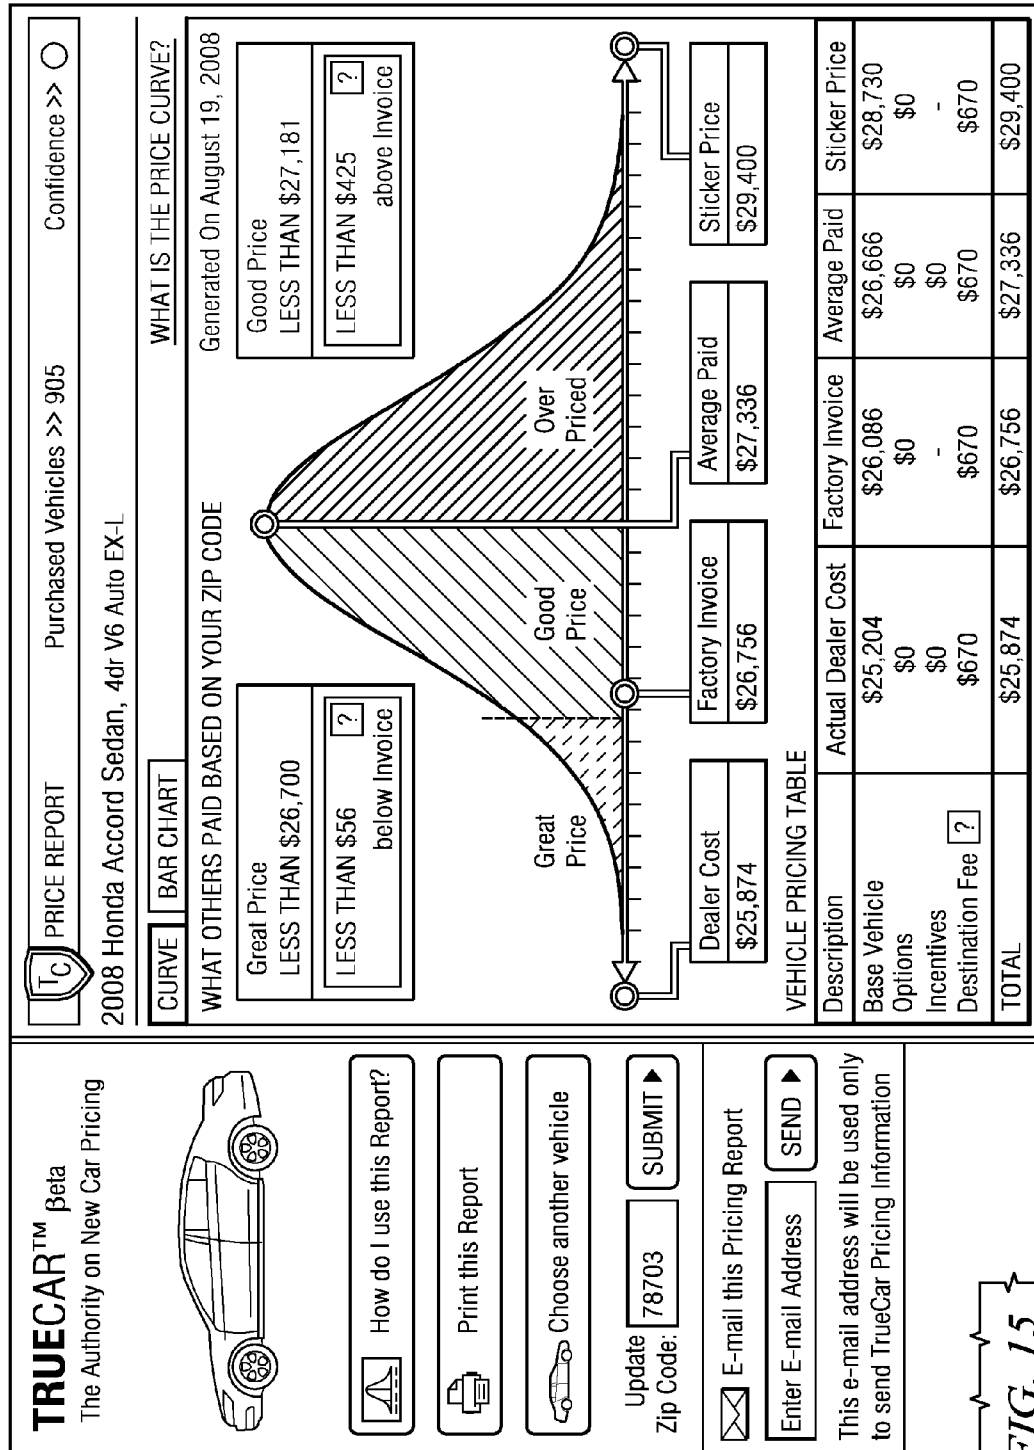 TRUECAR™ βeta
The Authority on New Car Pricing
How do I use this Report?
Print this Report
Choose another vehicle
Update
Zip Code:
78703
SUBMIT
E-mail this Pricing Report
Enter E-mail Address
SEND
This e-mail address will be used only
to send TrueCar Pricing Information
FIG. 15
TC
PRICE REPORT
Purchased Vehicles >> 905
Confidence >>
2008 Honda Accord Sedan, 4dr V6 Auto EX-L
CURVE
BAR CHART
WHAT IS THE PRICE CURVE?
WHAT OTHERS PAID BASED ON YOUR ZIP CODE
Generated On August 19, 2008
Great Price
LESS THAN $26,700
LESS THAN $56 ?
below Invoice
Good Price
LESS THAN $27,181
LESS THAN $425 ?
above Invoice
Great
Price
Good
Price
Over
Priced
Dealer Cost
$25,874
Factory Invoice
$26,756
Average Paid
$27,336
Sticker Price
$29,400
VEHICLE PRICING TABLE
Description Actual Dealer Cost Factory Invoice Average Paid Sticker Price
Base Vehicle $25,204 $26,086 $26,666 $28,730
Options $0 $0 $0 $0
Incentives $0 - $0 -
Destination Fee ? $670 $670 $670 $670
TOTAL $25,874 $26,756 $27,336 $29,400